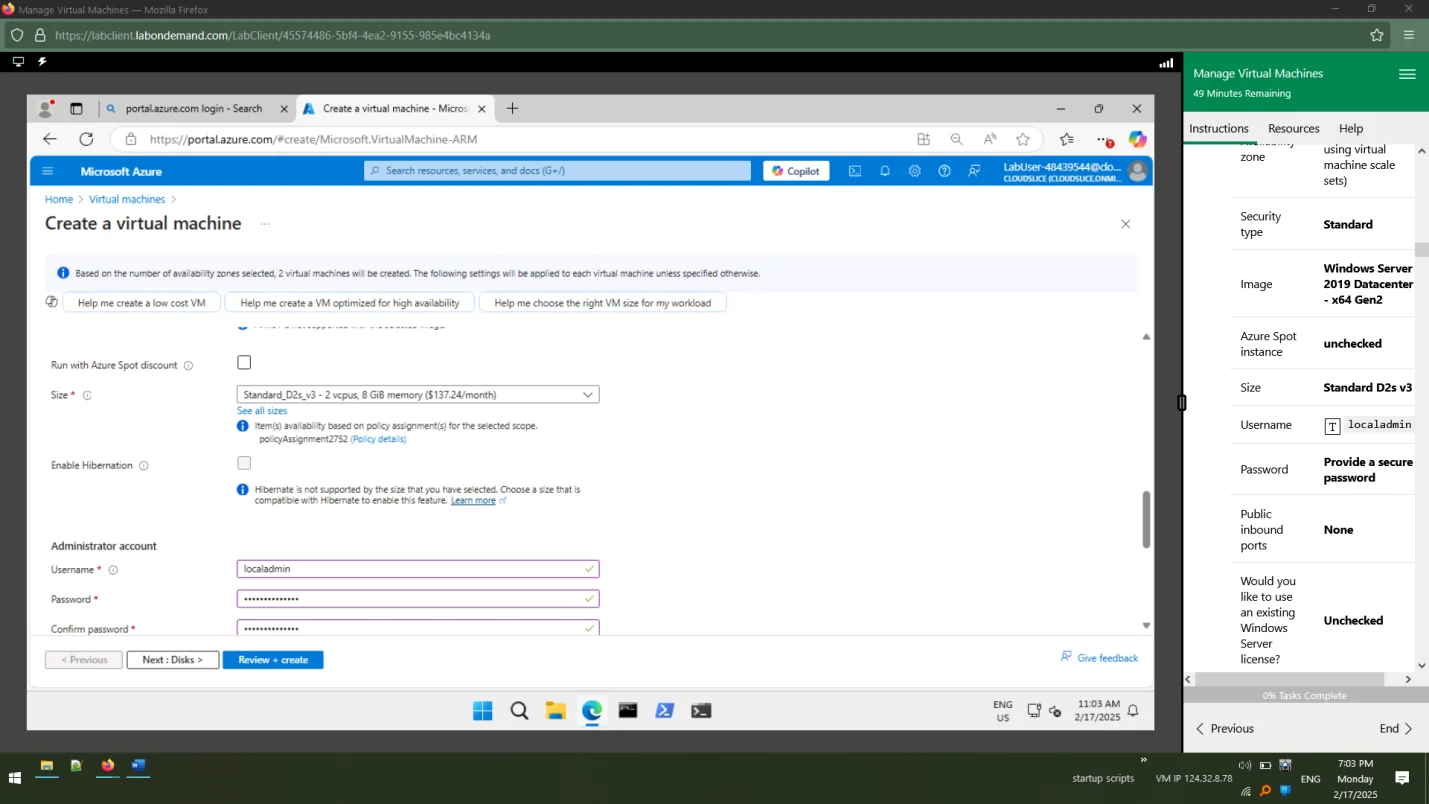 Manage Virtual Machines — Mozilla Firefox
https://labclient.labondemand.com/LabClient/45574486-5bf4-4ea2-9155-985e4bc4134a
portal.azure.com login - Search
Create a virtual machine - Micros
https://portal.azure.com/#create/Microsoft.VirtualMachine-ARM
Microsoft Azure
Search resources, services, and docs (G+/)
Copilot
LabUser-48439544@clo...
CLOUDSLICE (CLOUDSLICE.ONMI...
Home > Virtual machines >
Create a virtual machine ...
Based on the number of availability zones selected, 2 virtual machines will be created. The following settings will be applied to each virtual machine unless specified otherwise.
Help me create a low cost VM
Help me create a VM optimized for high availability
Help me choose the right VM size for my workload
Run with Azure Spot discount
Size *
Standard_D2s_v3 - 2 vcpus, 8 GiB memory ($137.24/month)
See all sizes
Item(s) availability based on policy assignment(s) for the selected scope.
policyAssignment2752 (Policy details)
Enable Hibernation
Hibernate is not supported by the size that you have selected. Choose a size that is
compatible with Hibernate to enable this feature. Learn more
Administrator account
Username *
localadmin
Password *
••••••••••••••
Confirm password *
••••••••••••••
< Previous
Next : Disks >
Review + create
Give feedback
ENG
US
11:03 AM
2/17/2025
Manage Virtual Machines
49 Minutes Remaining
Instructions
Resources
Help
zone
using virtual
machine scale
sets)
Security
type
Standard
Image
Windows Server
2019 Datacenter
- x64 Gen2
Azure Spot
instance
unchecked
Size
Standard D2s v3
Username
T localadmin
Password
Provide a secure
password
Public
inbound
ports
None
Would you
like to use
an existing
Windows
Server
license?
Unchecked
0% Tasks Complete
< Previous
End >
startup scripts
VM IP 124.32.8.78
ENG
7:03 PM
Monday
2/17/2025